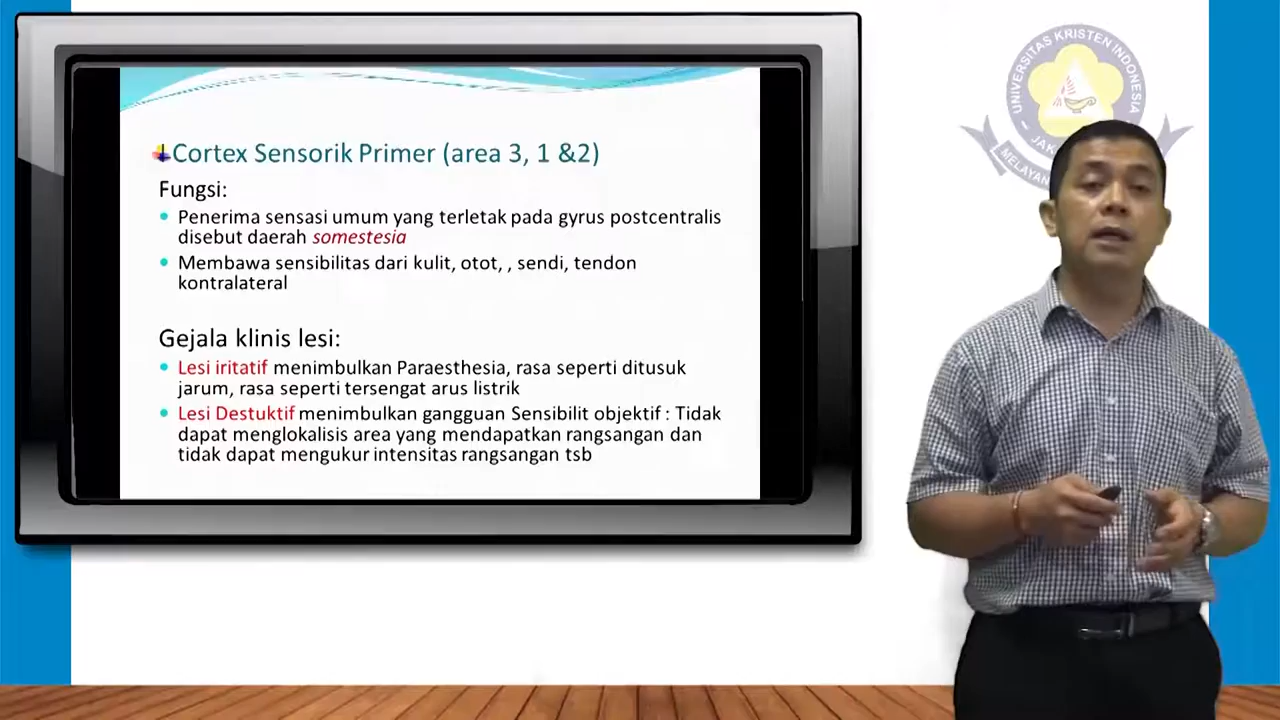 Cortex Sensorik Primer (area 3, 1 &2)
Fungsi:
Penerima sensasi umum yang terletak pada gyrus postcentralis
disebut daerah somestesia
Membawa sensibilitas dari kulit, otot, , sendi, tendon
kontralateral
Gejala klinis lesi:
Lesi iritatif menimbulkan Paraesthesia, rasa seperti ditusuk
jarum, rasa seperti tersengat arus listrik
Lesi Destuktif menimbulkan gangguan Sensibilit objektif : Tidak
dapat menglokalisis area yang mendapatkan rangsangan dan
tidak dapat mengukur intensitas rangsangan tsb
UNIVERSITAS KRISTEN INDONESIA